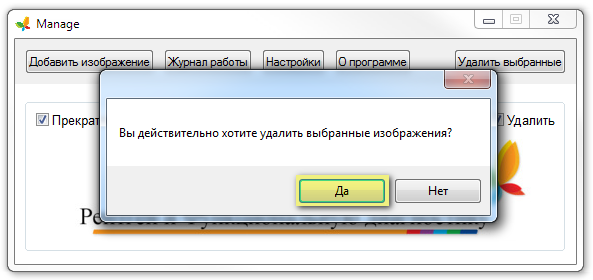 Manage
Добавить изображение Журнал работы Настройки О программе Удалить выбранные
Прекрат Удалить
Вы действительно хотите удалить выбранные изображения?
Да Нет